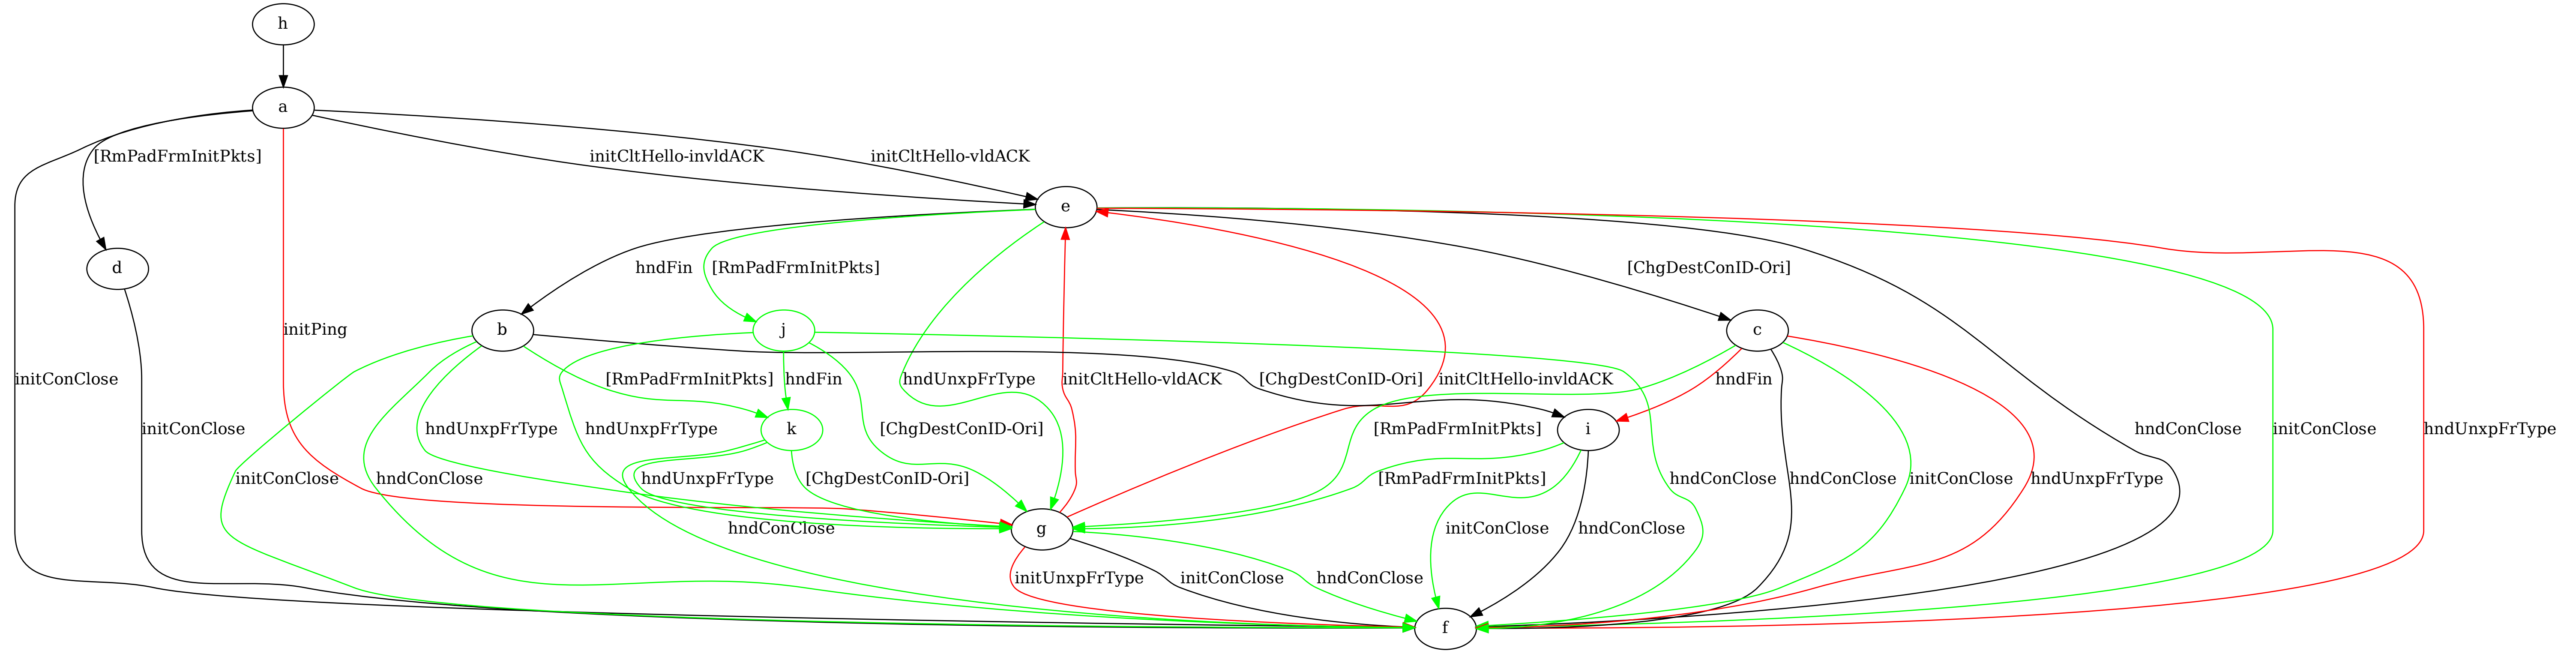 h
a
[RmPadFrmInitPkts]
initCltHello-invldACK
initCltHello-vldACK
e
d
hndFin
[RmPadFrmInitPkts]
[ChgDestConID-Ori]
initPing
b
j
c
initConClose
[RmPadFrmInitPkts]
hndFin
hndUnxpFrType
initCltHello-vldACK
[ChgDestConID-Ori]
initCltHello-invldACK
hndFin
initConClose
hndUnxpFrType
hndUnxpFrType
k
[ChgDestConID-Ori]
[RmPadFrmInitPkts]
i
hndConClose
initConClose
hndUnxpFrType
initConClose
hndConClose
hndUnxpFrType
[ChgDestConID-Ori]
[RmPadFrmInitPkts]
hndConClose
hndConClose
initConClose
hndUnxpFrType
hndConClose
g
initConClose
hndConClose
initUnxpFrType
initConClose
hndConClose
f